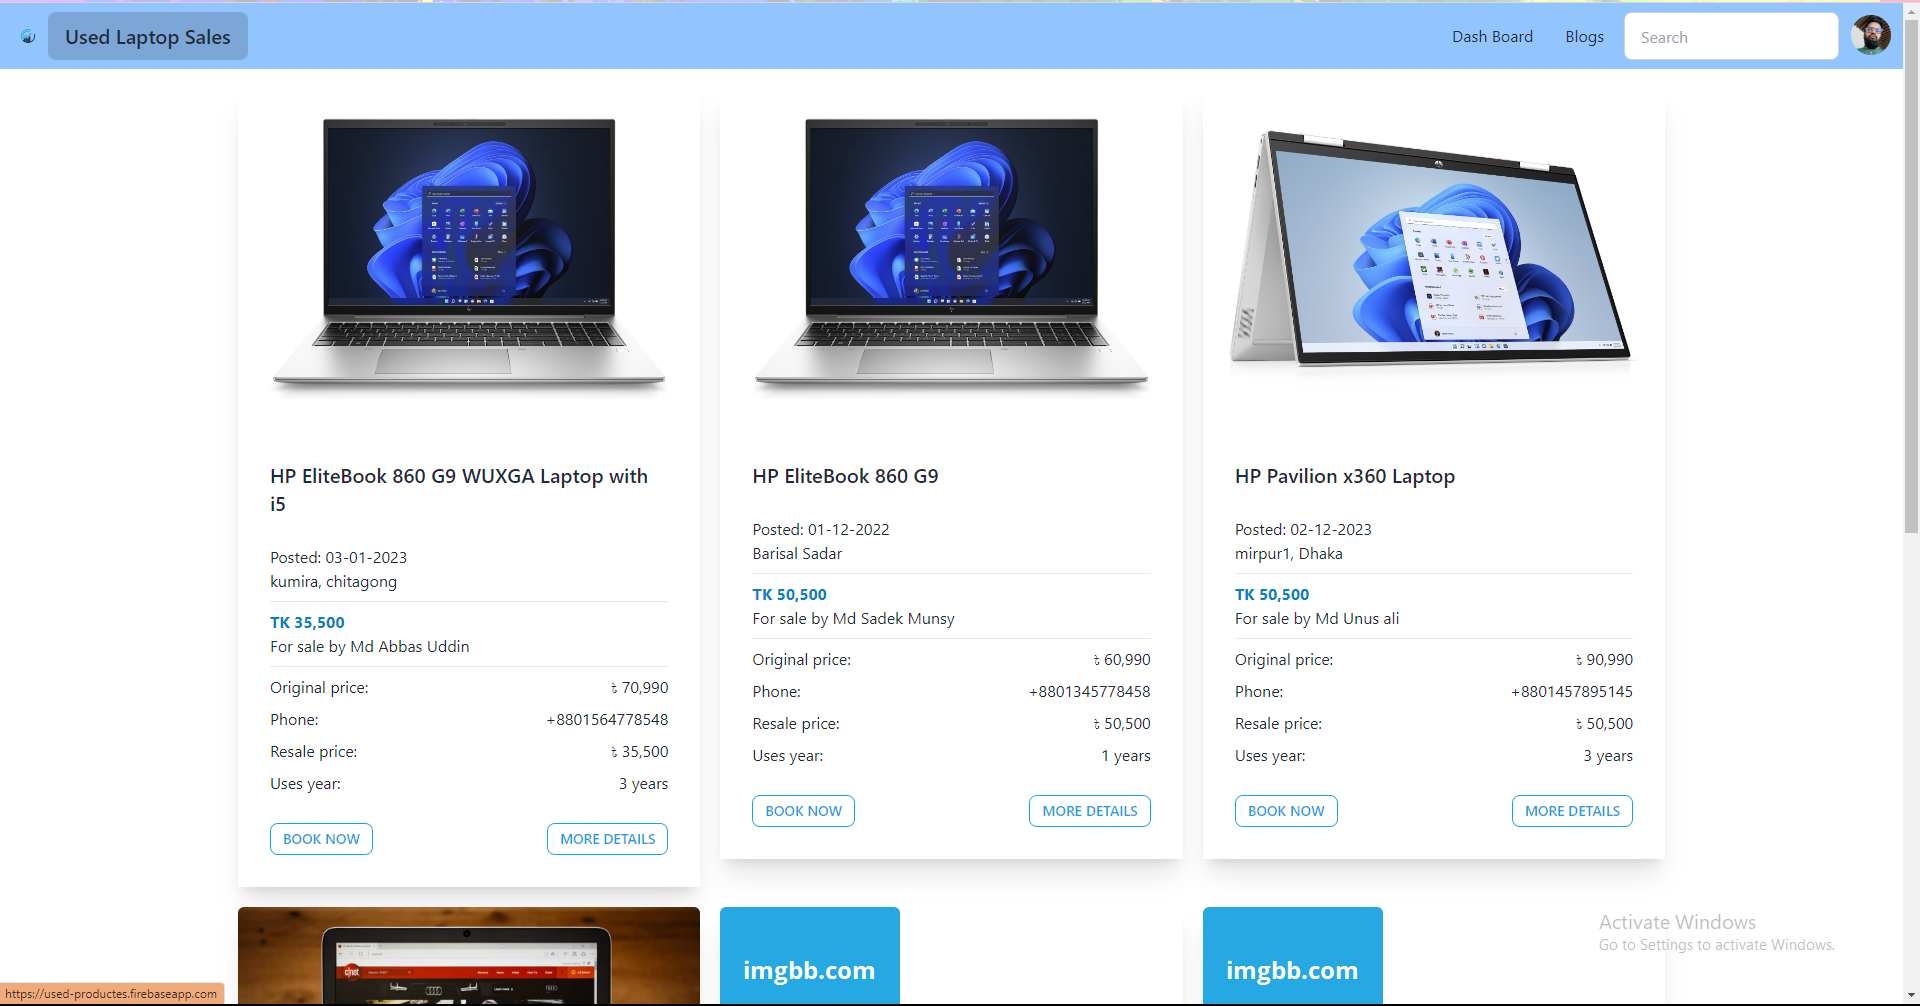 Used Laptop Sales
Dash Board
Blogs
Search
HP EliteBook 860 G9 WUXGA Laptop with
i5
Posted: 03-01-2023
kumira, chitagong
TK 35,500
For sale by Md Abbas Uddin
Original price: ৳ 70,990
Phone: +8801564778548
Resale price: ৳ 35,500
Uses year: 3 years
BOOK NOW
MORE DETAILS
HP EliteBook 860 G9
Posted: 01-12-2022
Barisal Sadar
TK 50,500
For sale by Md Sadek Munsy
Original price: ৳ 60,990
Phone: +8801345778458
Resale price: ৳ 50,500
Uses year: 1 years
BOOK NOW
MORE DETAILS
HP Pavilion x360 Laptop
Posted: 02-12-2023
mirpur1, Dhaka
TK 50,500
For sale by Md Unus ali
Original price: ৳ 90,990
Phone: +8801457895145
Resale price: ৳ 50,500
Uses year: 3 years
BOOK NOW
MORE DETAILS
c|net
imgbb.com
imgbb.com
Activate Windows
Go to Settings to activate Windows.
https://used-productes.firebaseapp.com